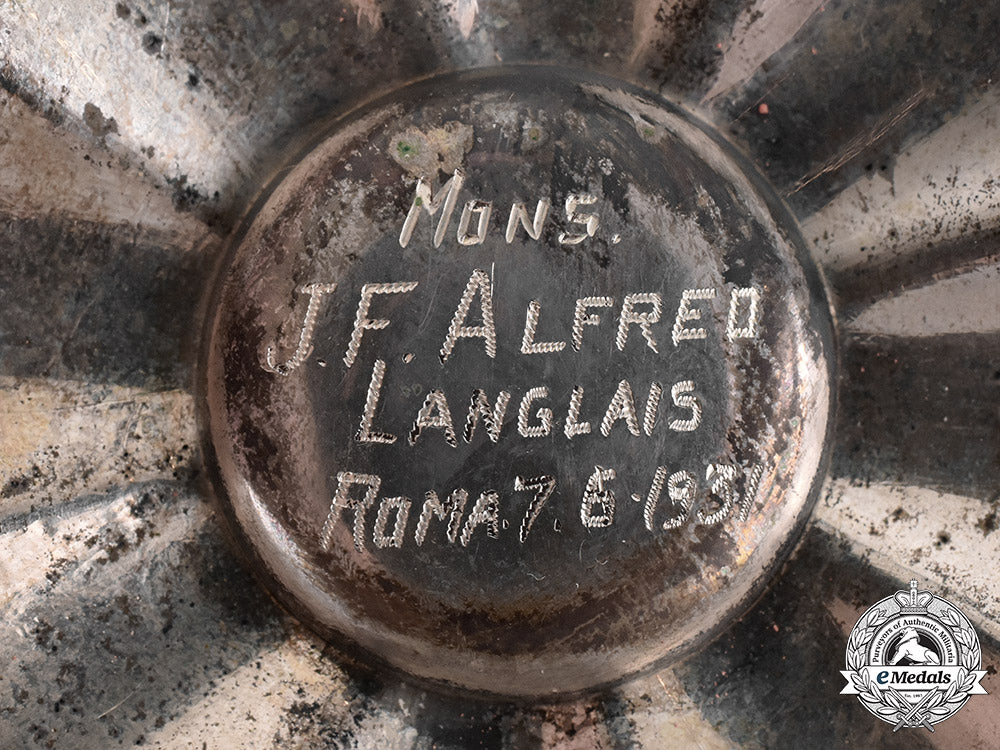 Mons.
J.F. Alfred
Langlais
Roma. 7. 6. 1931
Purveyors of Authentic Militaria
eMedals